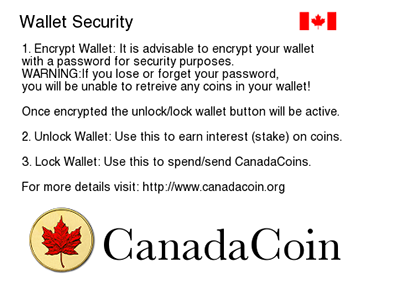 Wallet Security
1. Encrypt Wallet: It is advisable to encrypt your wallet
with a password for security purposes.
WARNING:If you lose or forget your password,
you will be unable to retreive any coins in your wallet!
Once encrypted the unlock/lock wallet button will be active.
2. Unlock Wallet: Use this to earn interest (stake) on coins.
3. Lock Wallet: Use this to spend/send CanadaCoins.
For more details visit: http://www.canadacoin.org
CanadaCoin